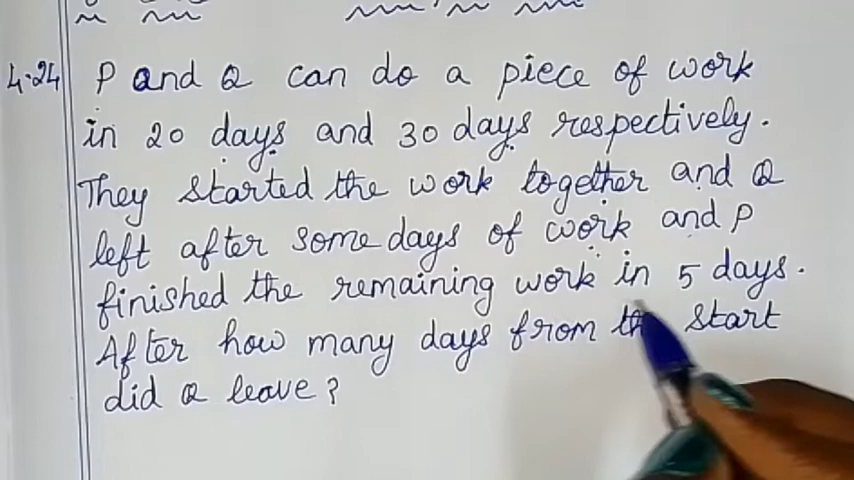 4.24 P and Q can do a piece of work
in 20 days and 30 days respectively.
They started the work together and Q
left after some days of work and P
finished the remaining work in 5 days.
After how many days from the start
did Q leave?